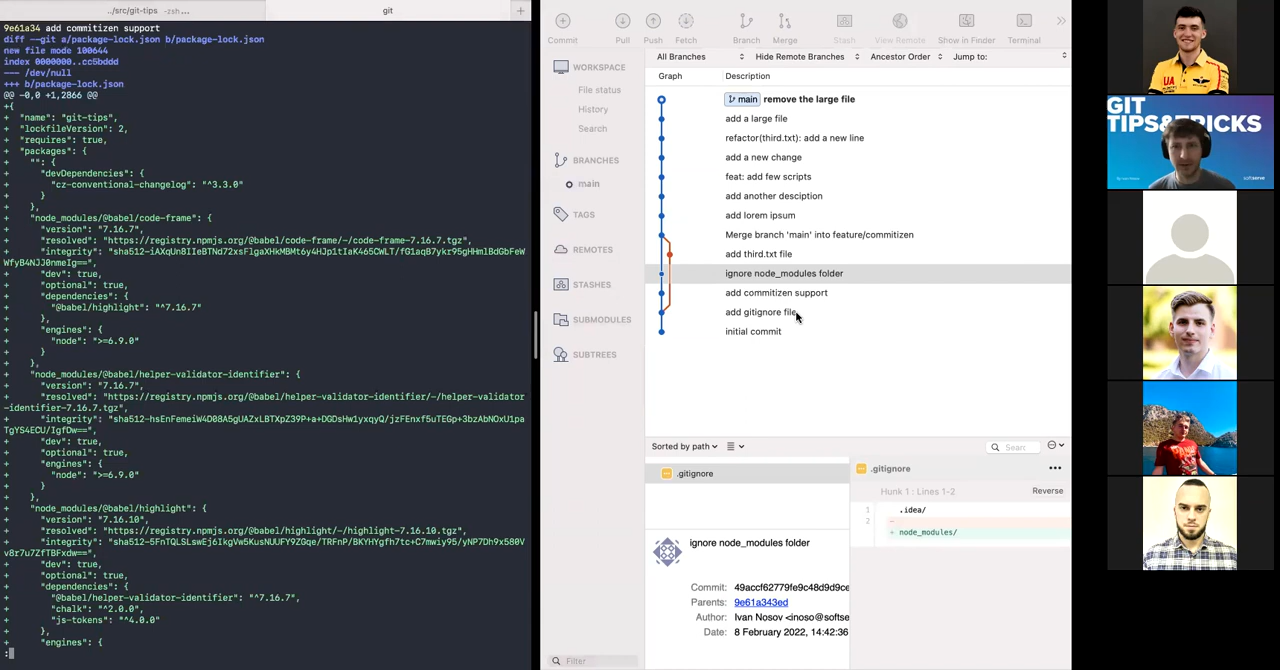 ../src/git-tips -zsh...
git
+
9e61a34 add commitizen support
diff --git a/package-lock.json b/package-lock.json
new file mode 100644
index 0000000..cc5bddd
--- /dev/null
+++ b/package-lock.json
@@ -0,0 +1,2866 @@
+{
+  "name": "git-tips",
+  "lockfileVersion": 2,
+  "requires": true,
+  "packages": {
+    "": {
+      "devDependencies": {
+        "cz-conventional-changelog": "^3.3.0"
+      }
+    },
+    "node_modules/@babel/code-frame": {
+      "version": "7.16.7",
+      "resolved": "https://registry.npmjs.org/@babel/code-frame/-/code-frame-7.16.7.tgz",
+      "integrity":
+      "dev": true,
+      "optional": true,
+      "dependencies": {
+        "@babel/highlight": "^7.16.7"
+      },
+      "engines": {
+        "node": ">=6.9.0"
+      }
+    },
+    "node_modules/@babel/helper-validator-identifier": {
+      "version": "7.16.7",
+      "resolved": "https://registry.npmjs.org/@babel/helper-validator-identifier/-/helper-validator
-identifier-7.16.7.tgz",
+      "integrity":
+      "dev": true,
+      "optional": true,
+      "engines": {
+        "node": ">=6.9.0"
+      }
+    },
+    "node_modules/@babel/highlight": {
+      "version": "7.16.10",
+      "resolved": "https://registry.npmjs.org/@babel/highlight/-/highlight-7.16.10.tgz",
+      "integrity":
+      "dev": true,
+      "optional": true,
+      "dependencies": {
+        "@babel/helper-validator-identifier": "^7.16.7",
+        "chalk": "^2.0.0",
+        "js-tokens": "^4.0.0"
+      },
+      "engines": {
:
Commit
Pull
Push
Fetch
Branch
Merge
Stash
View Remote
Show in Finder
Terminal
All Branches
Hide Remote Branches
Ancestor Order
Jump to:
Graph
Description
WORKSPACE
File status
History
Search
BRANCHES
main
TAGS
REMOTES
STASHES
SUBMODULES
SUBTREES
Filter
main remove the large file
add a large file
refactor(third.txt): add a new line
add a new change
feat: add few scripts
add another desciption
add lorem ipsum
Merge branch 'main' into feature/commitizen
add third.txt file
ignore node_modules folder
add commitizen support
add gitignore file
initial commit
Sorted by path
Searc
.gitignore
.gitignore
Hunk 1 : Lines 1-2
Reverse
1 .idea/
2 -
+ node_modules/
ignore node_modules folder
Commit: 49accf62779fe9c48d9d9ce
Parents: 9e61a343ed
Author: Ivan Nosov <inoso@softse
Date: 8 February 2022, 14:42:36
UA
GIT
TIPS&TRICKS
softserve